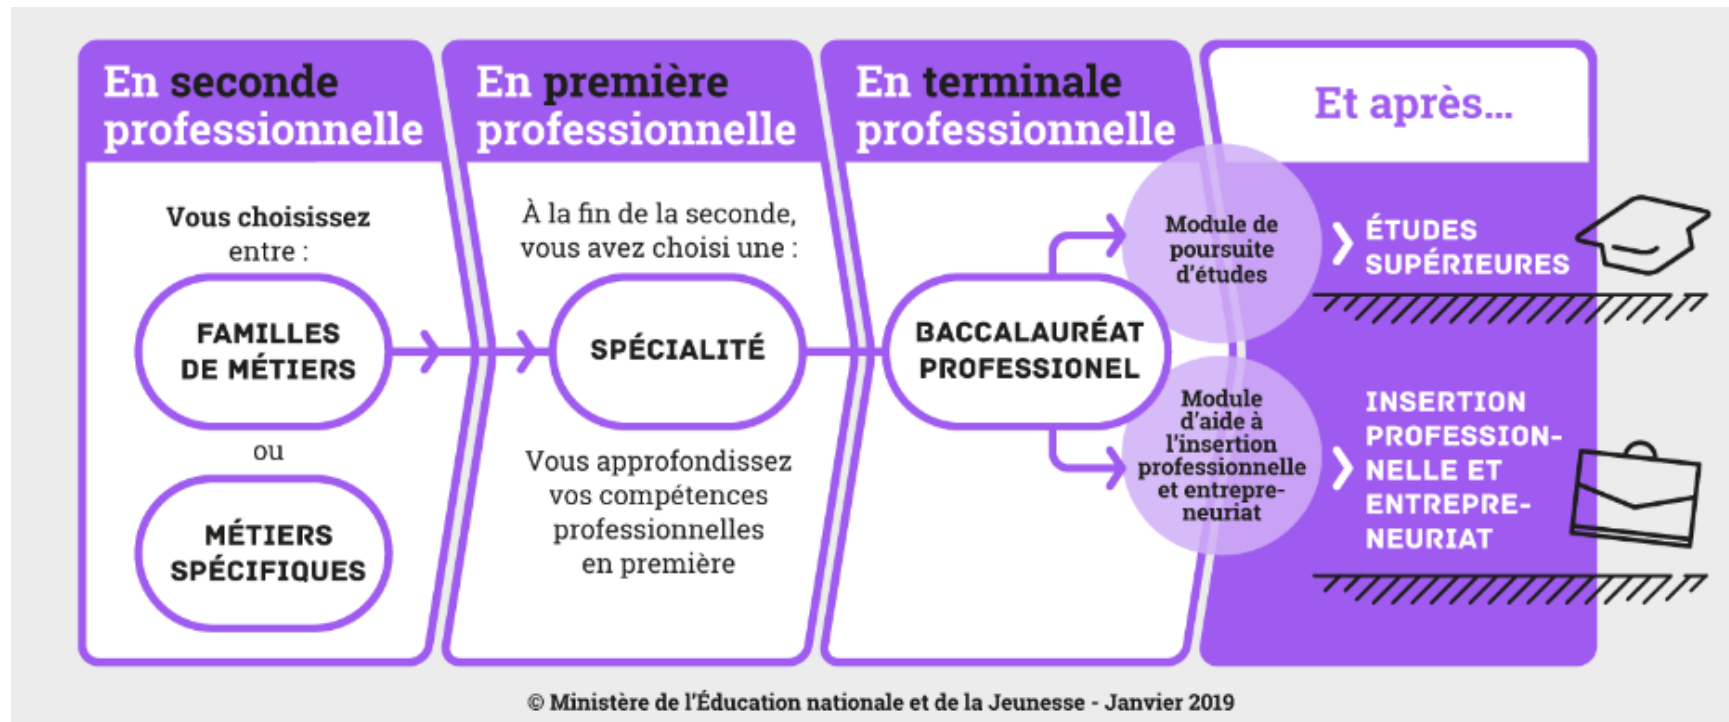 En seconde
professionnelle
Vous choisissez
entre :
FAMILLES
DE MÉTIERS
ou
MÉTIERS
SPÉCIFIQUES
En première
professionnelle
À la fin de la seconde,
vous avez choisi une :
SPÉCIALITÉ
Vous approfondissez
vos compétences
professionnelles
en première
En terminale
professionnelle
BACCALAURÉAT
PROFESSIONEL
Module de
poursuite
d'études
Module
d'aide à
l'insertion
professionnelle
et entrepre-
neuriat
Et après...
ÉTUDES
SUPÉRIEURES
INSERTION
PROFESSION-
NELLE ET
ENTREPRE-
NEURIAT
© Ministère de l'Éducation nationale et de la Jeunesse - Janvier 2019